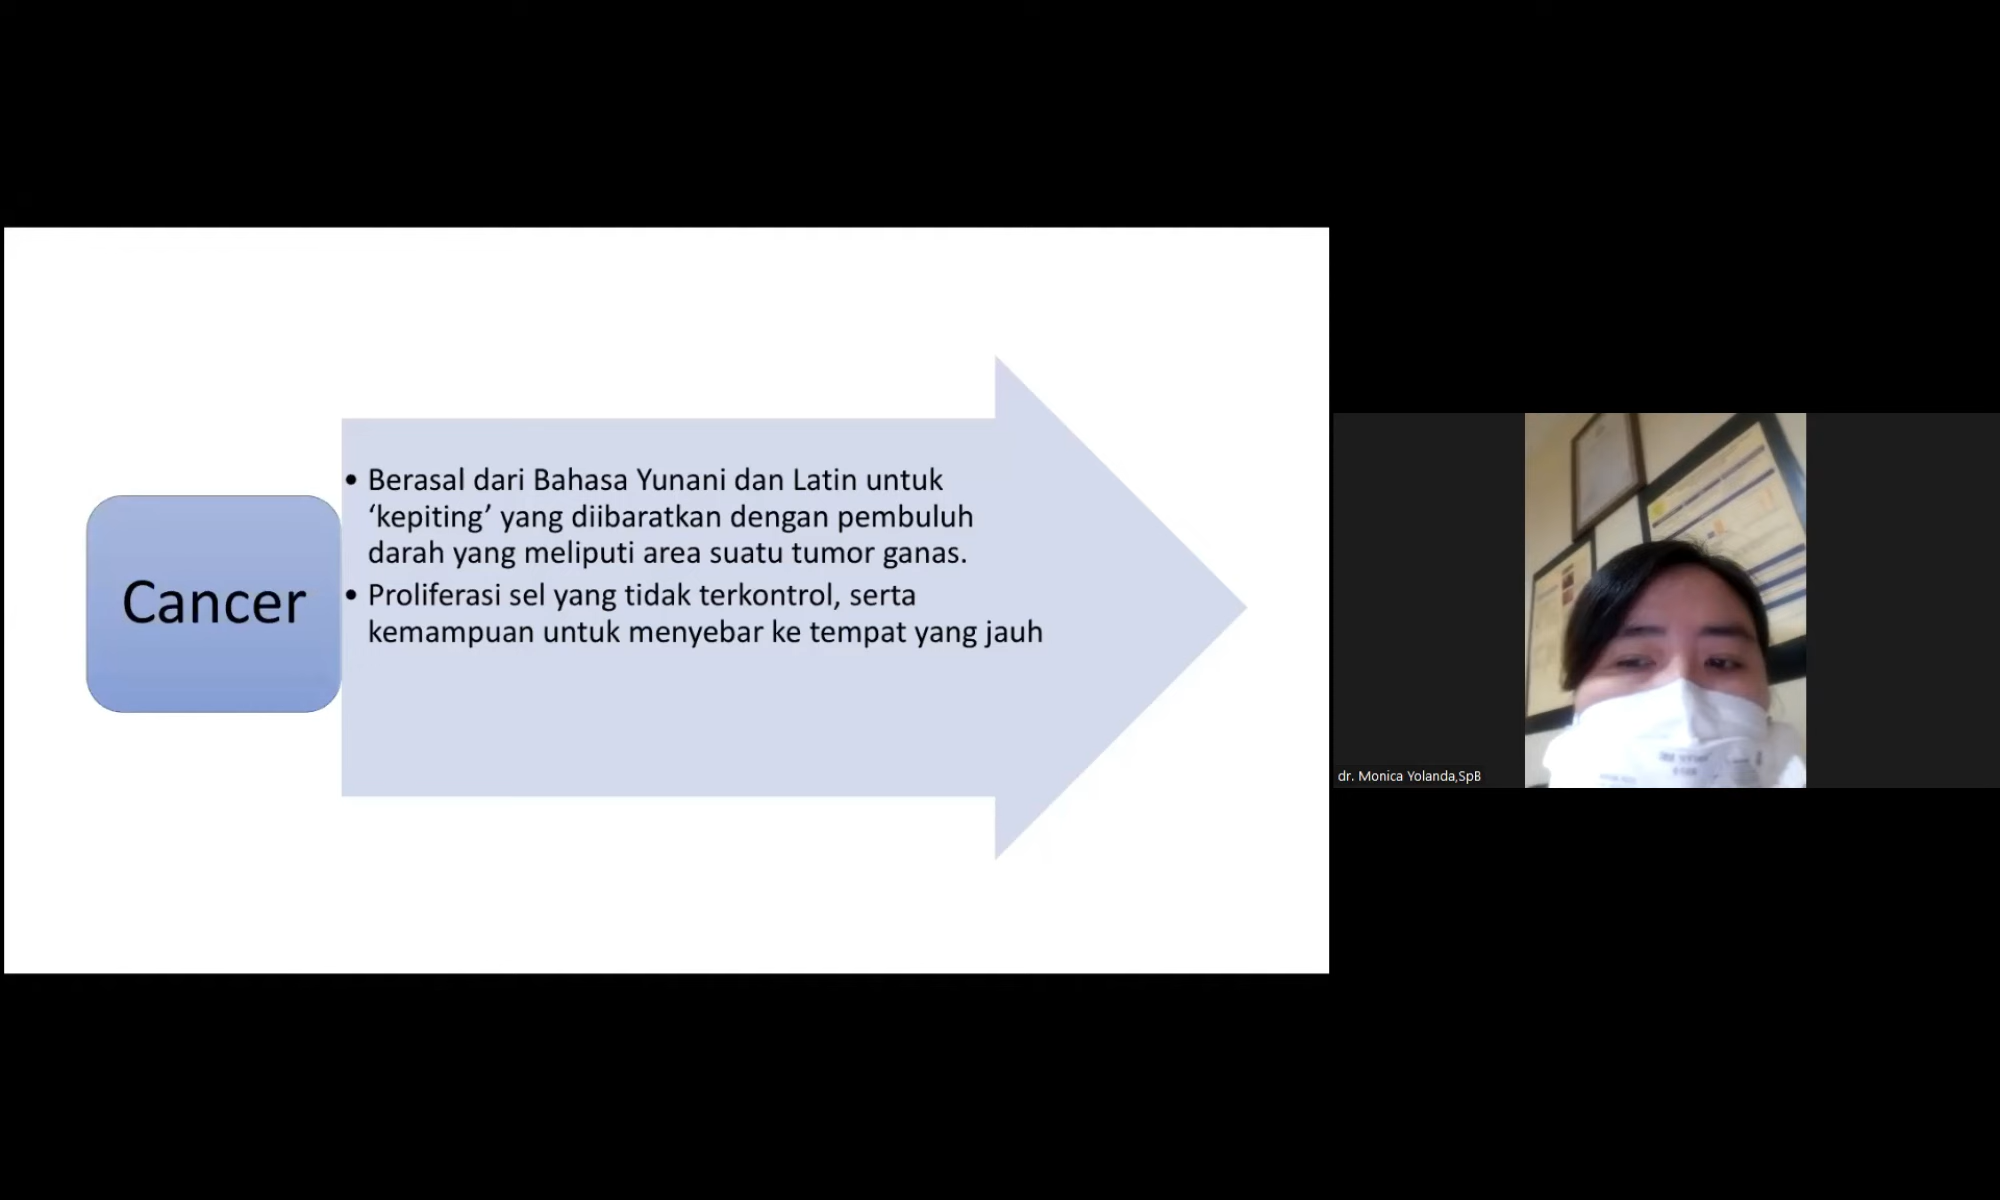 Cancer
• Berasal dari Bahasa Yunani dan Latin untuk
‘kepiting’ yang diibaratkan dengan pembuluh
darah yang meliputi area suatu tumor ganas.
• Proliferasi sel yang tidak terkontrol, serta
kemampuan untuk menyebar ke tempat yang jauh
dr. Monica Yolanda,SpB